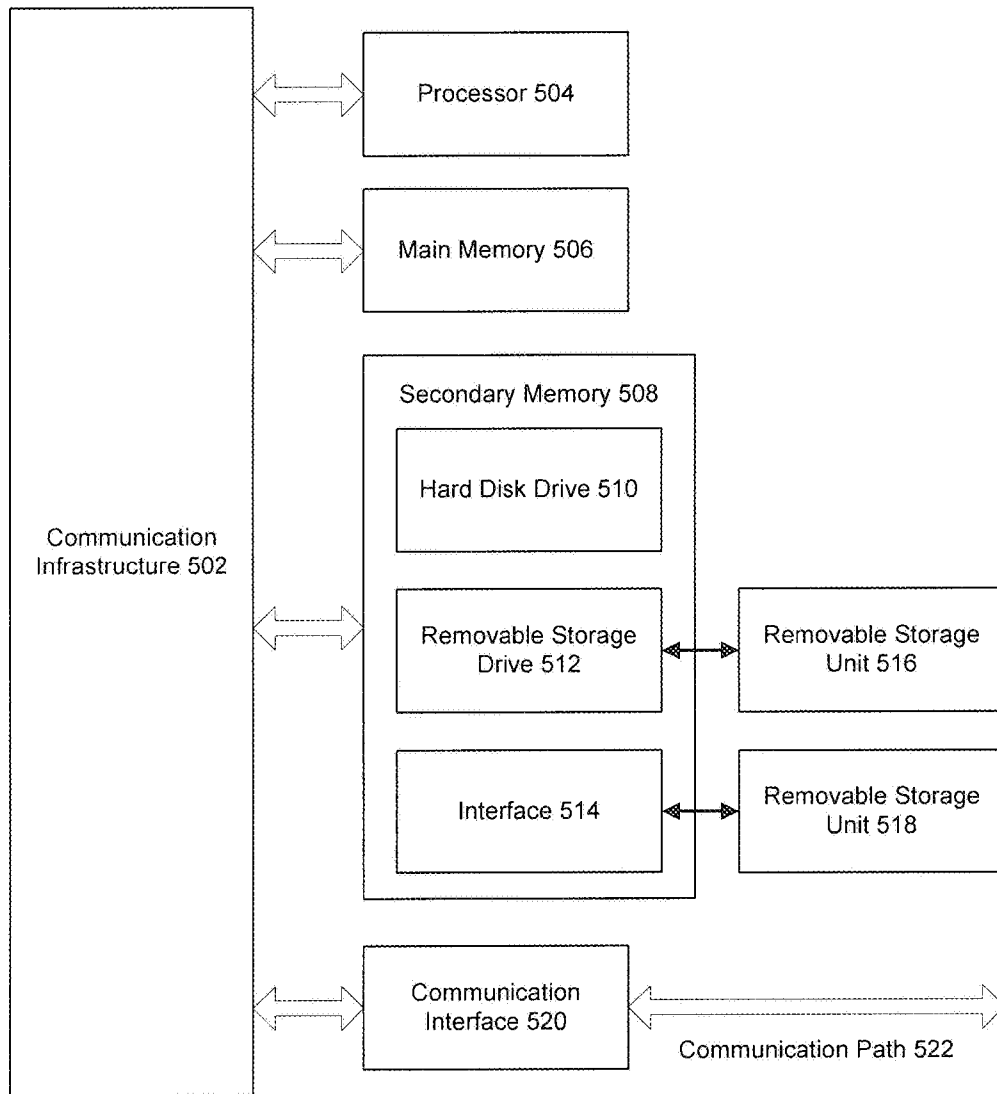 Processor 504
Main Memory 506
Secondary Memory 508
Hard Disk Drive 510
Communication
Infrastructure 502
Removable Storage
Drive 512
Removable Storage
Unit 516
Interface 514
Removable Storage
Unit 518
Communication
Interface 520
Communication Path 522